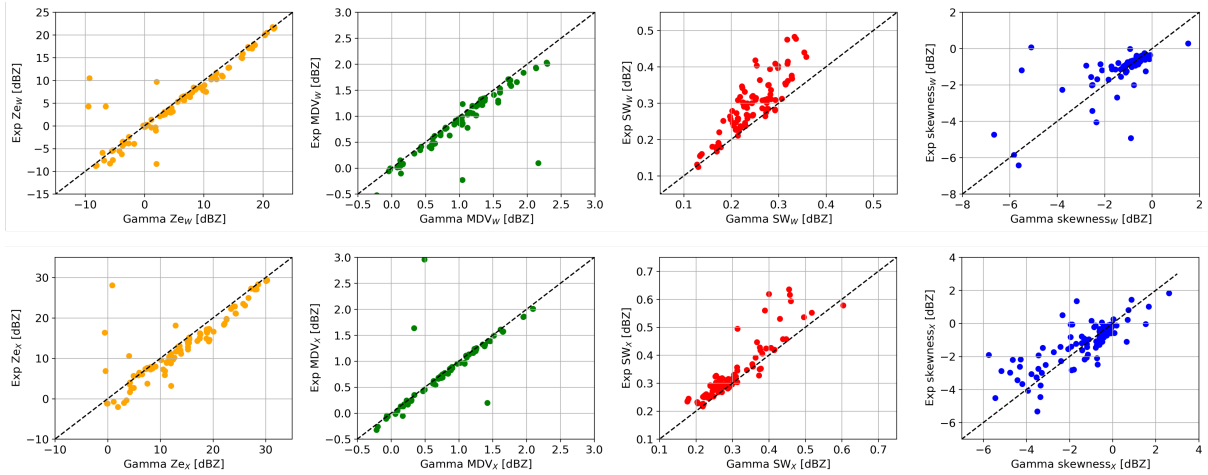 25
20
15
10
5
0
−5
−10
−15
Exp Ze_W [dBZ]
−10 0 10 20
Gamma Ze_W [dBZ]
3.0
2.5
2.0
1.5
1.0
0.5
0.0
−0.5
Exp MDV_W [dBZ]
−0.5 0.0 0.5 1.0 1.5 2.0 2.5 3.0
Gamma MDV_W [dBZ]
0.5
0.4
0.3
0.2
0.1
Exp SW_W [dBZ]
0.1 0.2 0.3 0.4 0.5
Gamma SW_W [dBZ]
2
0
−2
−4
−6
−8
Exp skewness_W [dBZ]
−8 −6 −4 −2 0 2
Gamma skewness_W [dBZ]
30
20
10
0
−10
Exp Ze_X [dBZ]
−10 0 10 20 30
Gamma Ze_X [dBZ]
3.0
2.5
2.0
1.5
1.0
0.5
0.0
−0.5
Exp MDV_X [dBZ]
−0.5 0.0 0.5 1.0 1.5 2.0 2.5 3.0
Gamma MDV_X [dBZ]
0.7
0.6
0.5
0.4
0.3
0.2
0.1
Exp SW_X [dBZ]
0.1 0.2 0.3 0.4 0.5 0.6 0.7
Gamma SW_X [dBZ]
4
2
0
−2
−4
−6
Exp skewness_X [dBZ]
−6 −4 −2 0 2 4
Gamma skewness_X [dBZ]